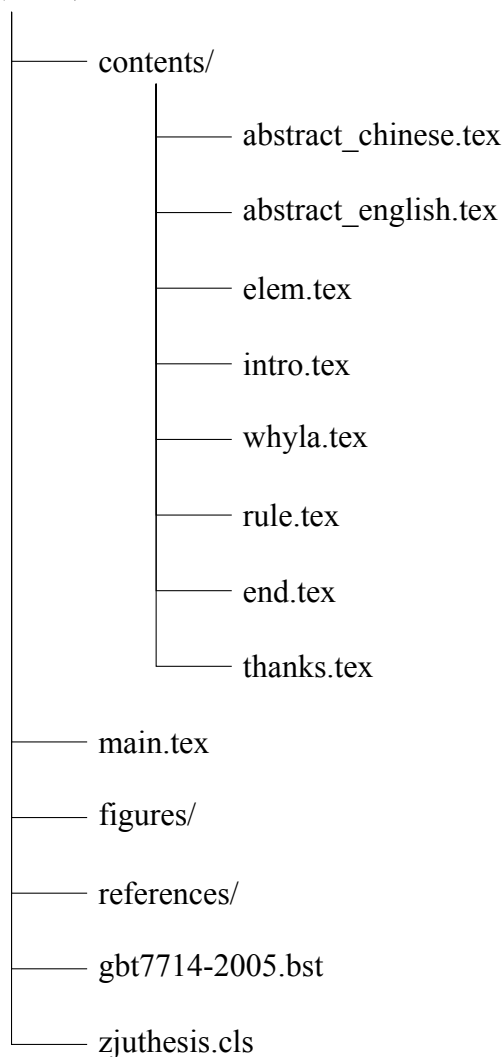 contents/
abstract_chinese.tex
abstract_english.tex
elem.tex
intro.tex
whyla.tex
rule.tex
end.tex
thanks.tex
main.tex
figures/
references/
gbt7714-2005.bst
zjuthesis.cls